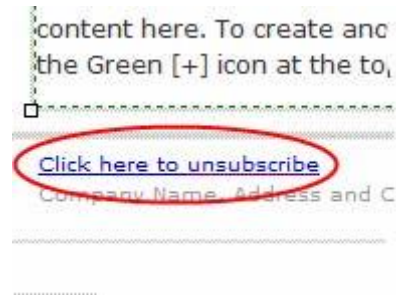 content here. To create and
the Green [+] icon at the to
Click here to unsubscribe
Company Name, Address and C